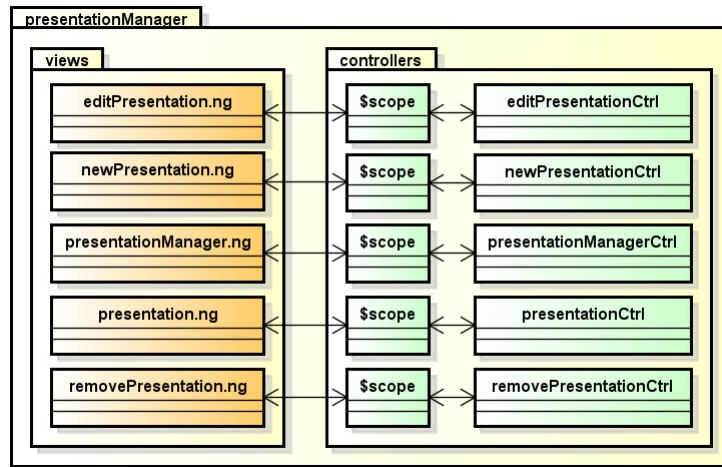 presentationManager
views
controllers
editPresentation.ng
$scope
editPresentationCtrl
newPresentation.ng
$scope
newPresentationCtrl
presentationManager.ng
$scope
presentationManagerCtrl
presentation.ng
$scope
presentationCtrl
removePresentation.ng
$scope
removePresentationCtrl